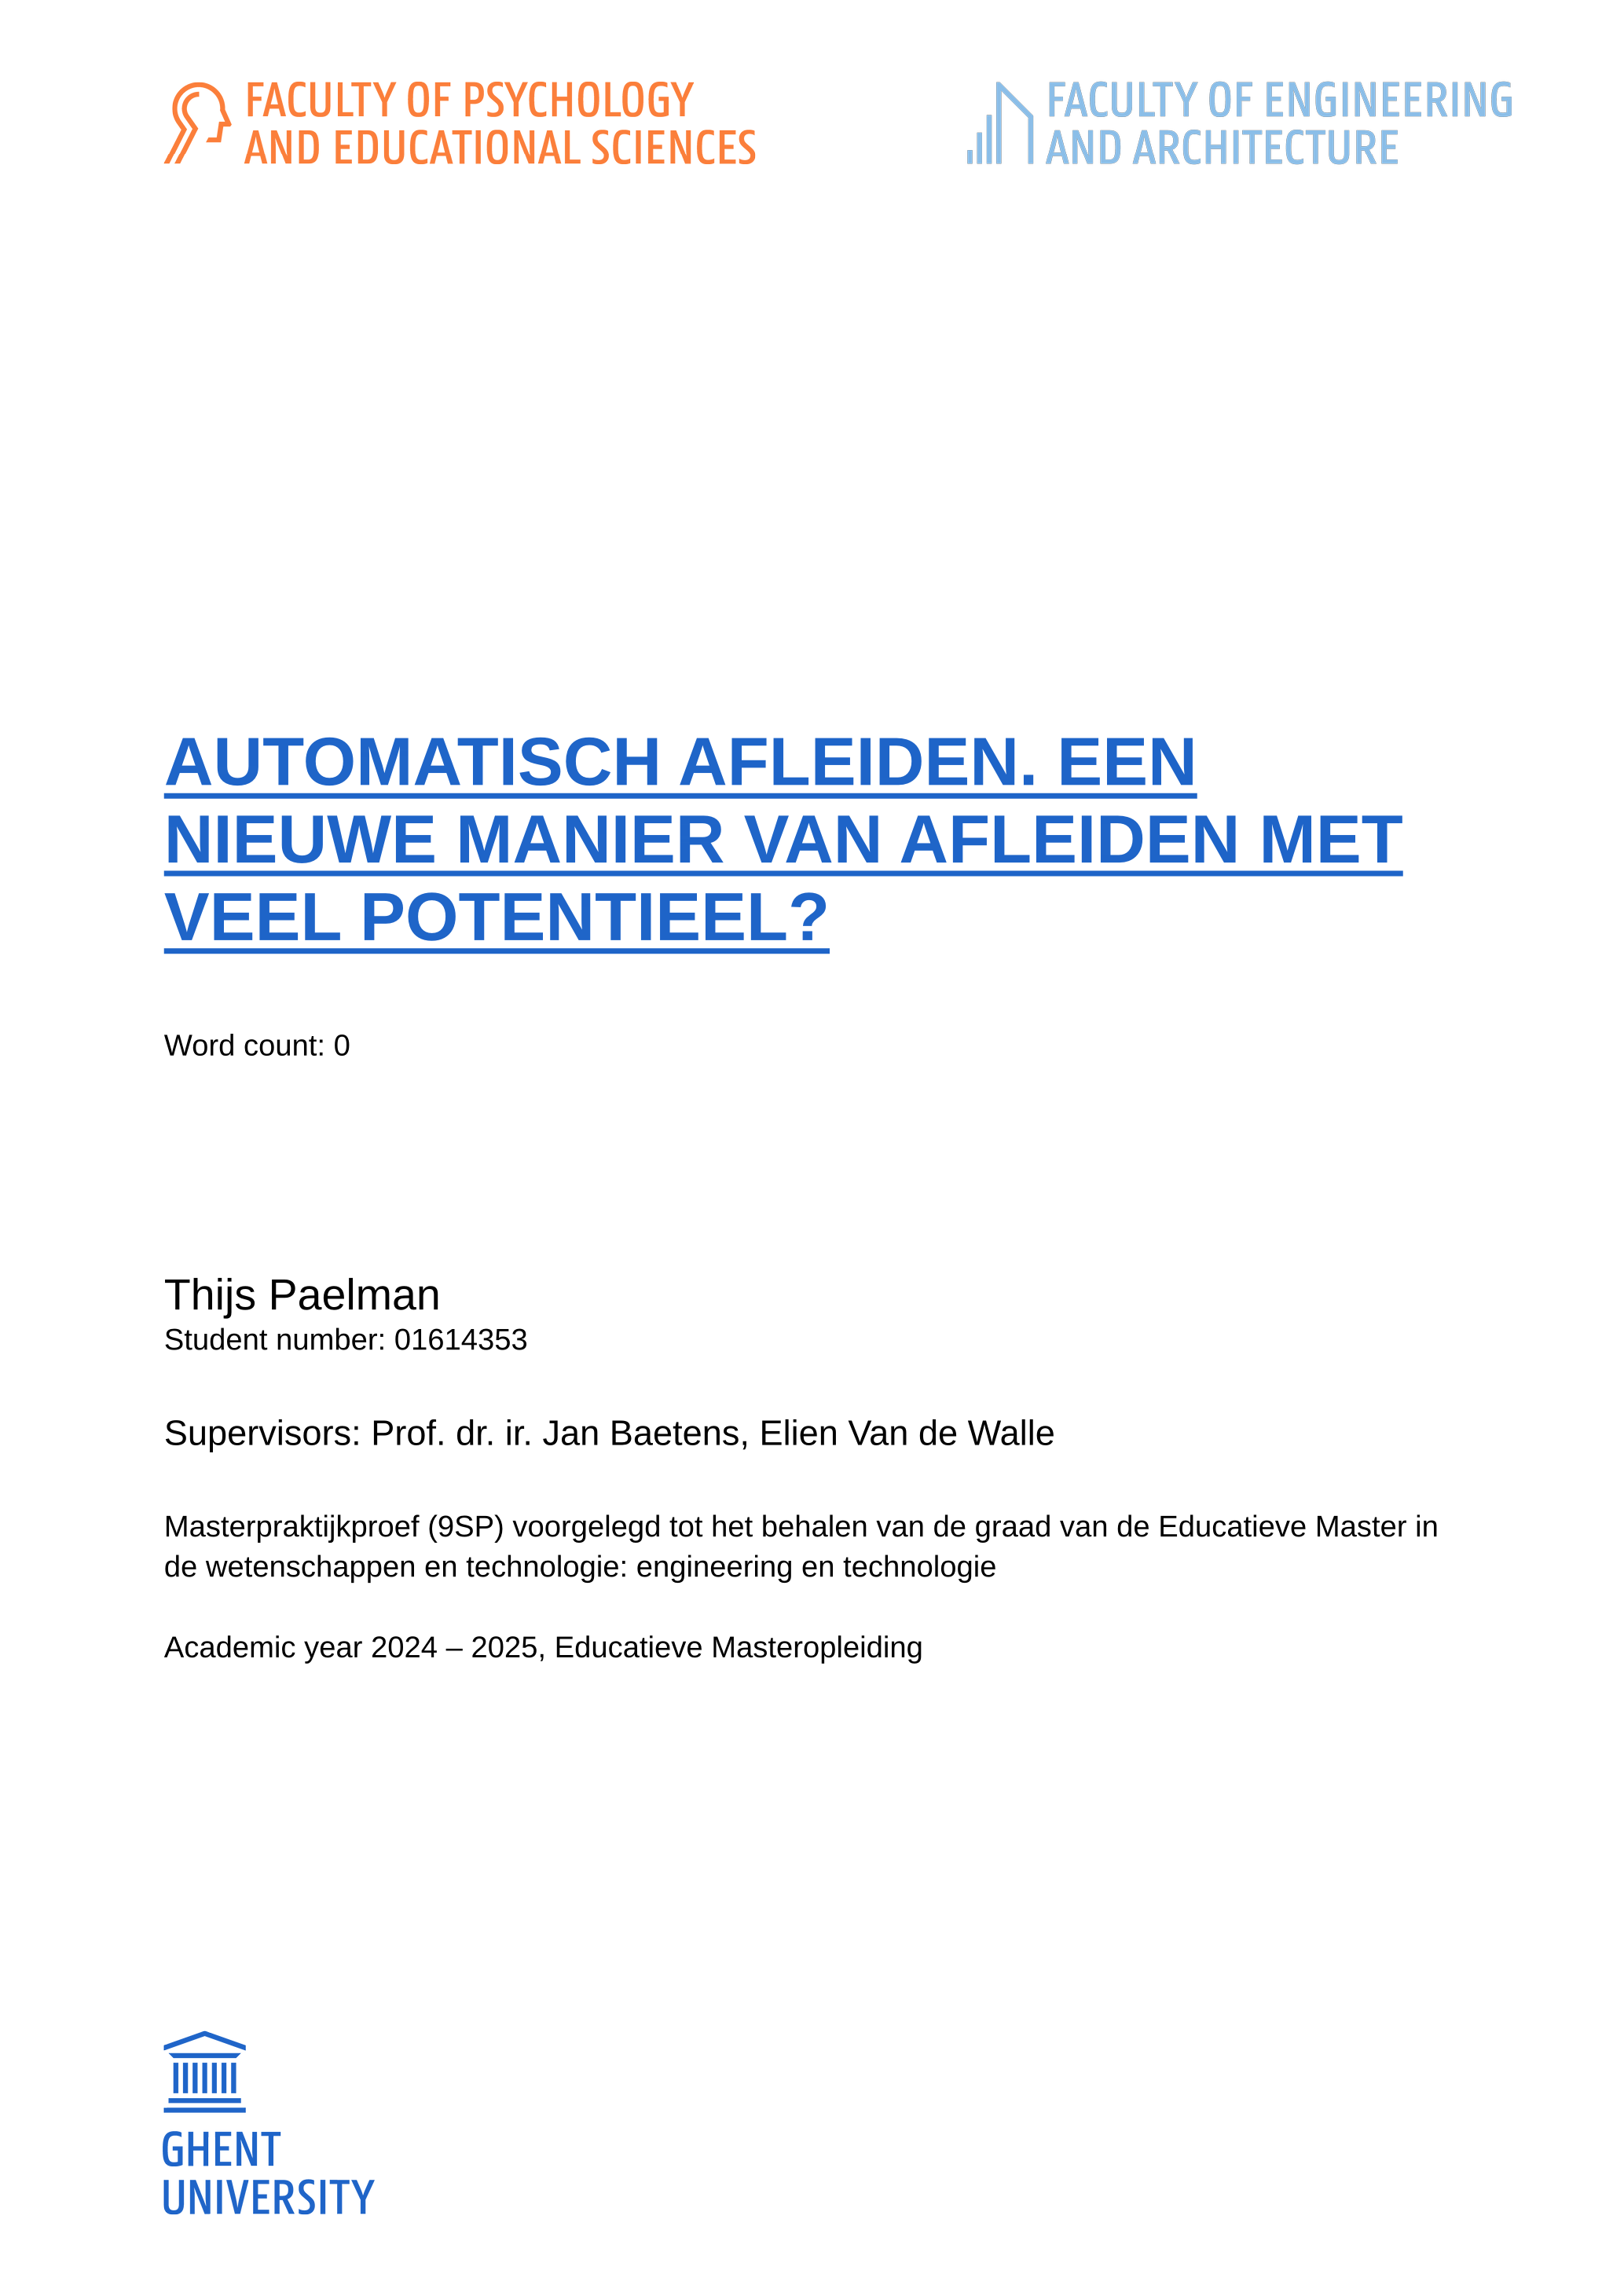 FACULTY OF PSYCHOLOGY
AND EDUCATIONAL SCIENCES
FACULTY OF ENGINEERING
AND ARCHITECTURE
AUTOMATISCH AFLEIDEN. EEN
NIEUWE MANIER VAN AFLEIDEN MET
VEEL POTENTIEEL?
Word count: 0
Thijs Paelman
Student number: 01614353
Supervisors: Prof. dr. ir. Jan Baetens, Elien Van de Walle
Masterpraktijkproef (9SP) voorgelegd tot het behalen van de graad van de Educatieve Master in
de wetenschappen en technologie: engineering en technologie
Academic year 2024 – 2025, Educatieve Masteropleiding
GHENT
UNIVERSITY